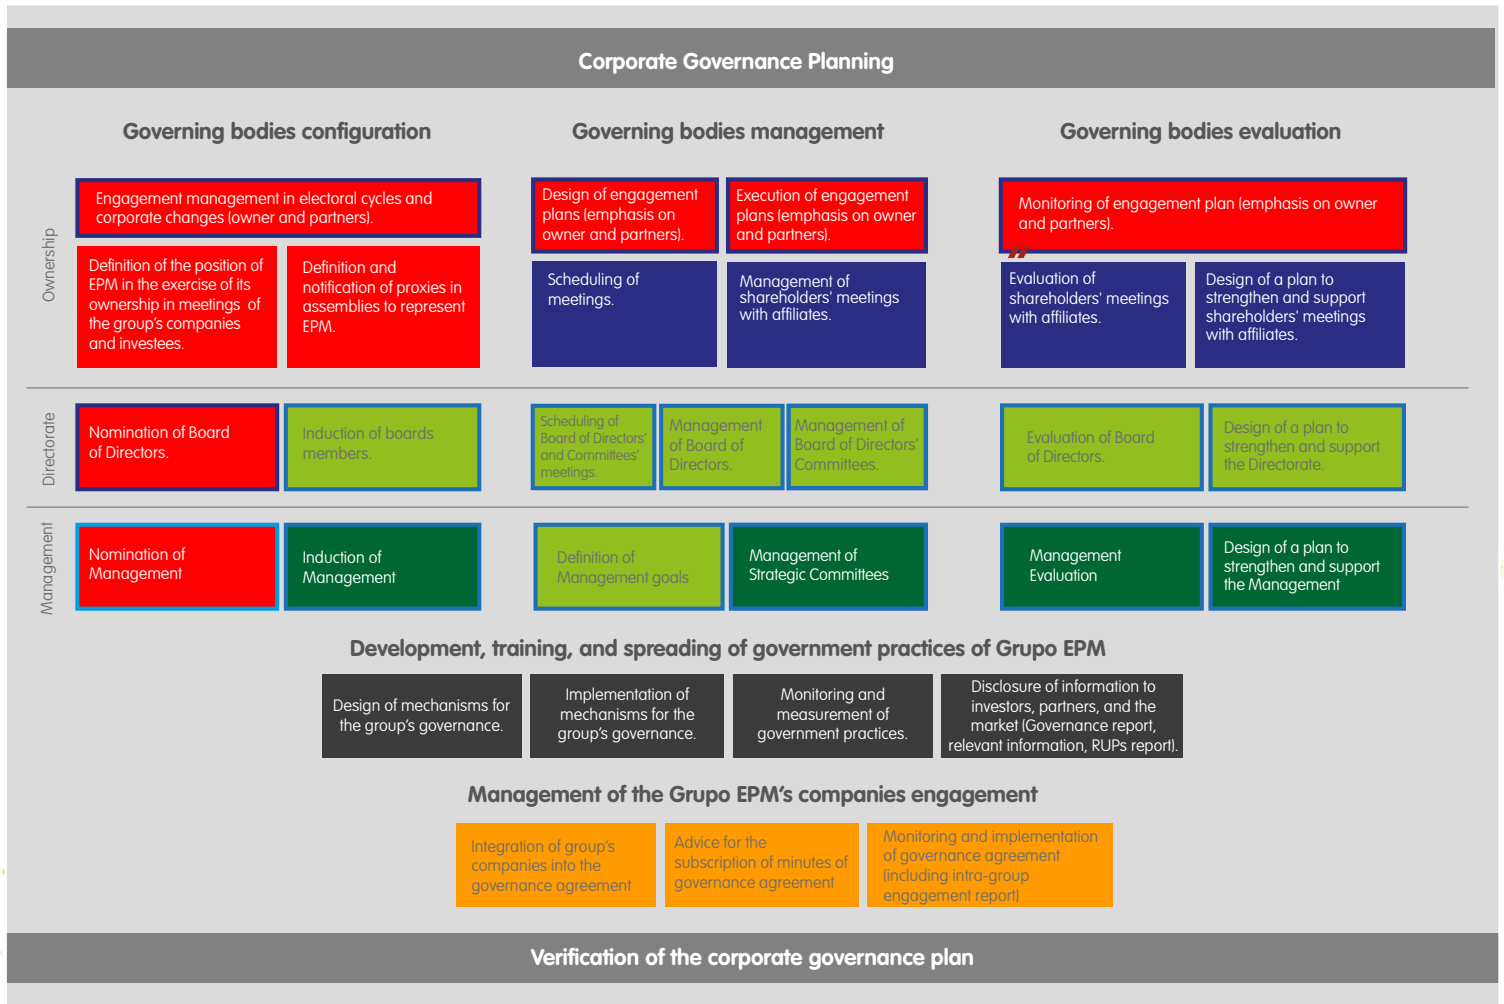 Corporate Governance Planning
Governing bodies configuration
Governing bodies management
Governing bodies evaluation
Ownership
Engagement management in electoral cycles and
corporate changes (owner and partners).
Definition of the position of
EPM in the exercise of its
ownership in meetings of
the group's companies
and investees.
Definition and
notification of proxies in
assemblies to represent
EPM.
Design of engagement
plans (emphasis on
owner and partners).
Execution of engagement
plans (emphasis on owner
and partners).
Scheduling of
meetings.
Management of
shareholders' meetings
with affiliates.
Monitoring of engagement plan (emphasis on owner
and partners).
Evaluation of
shareholders' meetings
with affiliates.
Design of a plan to
strengthen and support
shareholders' meetings
with affiliates.
Directorate
Nomination of Board
of Directors.
Induction of boards
members.
Scheduling of
Board of Directors'
and Committees'
meetings.
Management
of Board of
Directors.
Management of
Board of Directors'
Committees.
Evaluation of Board
of Directors.
Design of a plan to
strengthen and support
the Directorate.
Management
Nomination of
Management
Induction of
Management
Definition of
Management goals
Management of
Strategic Committees
Management
Evaluation
Design of a plan to
strengthen and support
the Management
Development, training, and spreading of government practices of Grupo EPM
Design of mechanisms for
the group's governance.
Implementation of
mechanisms for the
group's governance.
Monitoring and
measurement of
government practices.
Disclosure of information to
investors, partners, and the
market (Governance report,
relevant information, RUPs report).
Management of the Grupo EPM's companies engagement
Integration of group's
companies into the
governance agreement
Advice for the
subscription of minutes of
governance agreement
Monitoring and implementation
of governance agreement
(including intra-group
engagement report)
Verification of the corporate governance plan